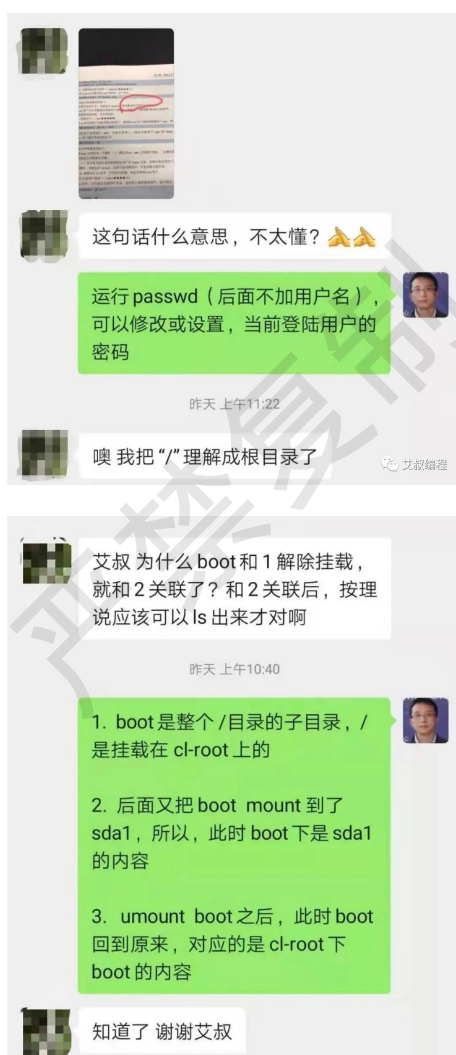 这句话什么意思，不太懂？
运行 passwd（后面不加用户名），
可以修改或设置，当前登陆用户的
密码
昨天 上午11:22
噢 我把 “/” 理解成根目录了
艾叔编程
艾叔 为什么 boot和 1 解除挂载，
就和 2 关联了？和 2 关联后，按理
说应该可以 ls 出来才对啊
昨天 上午10:40
1. boot 是整个 /目录的子目录，/
是挂载在 cl-root 上的
2. 后面又把 boot mount 到了
sda1，所以，此时 boot 下是 sda1
的内容
3. umount boot 之后，此时 boot
回到原来，对应的是 cl-root 下
boot 的内容
知道了 谢谢艾叔
严禁复制